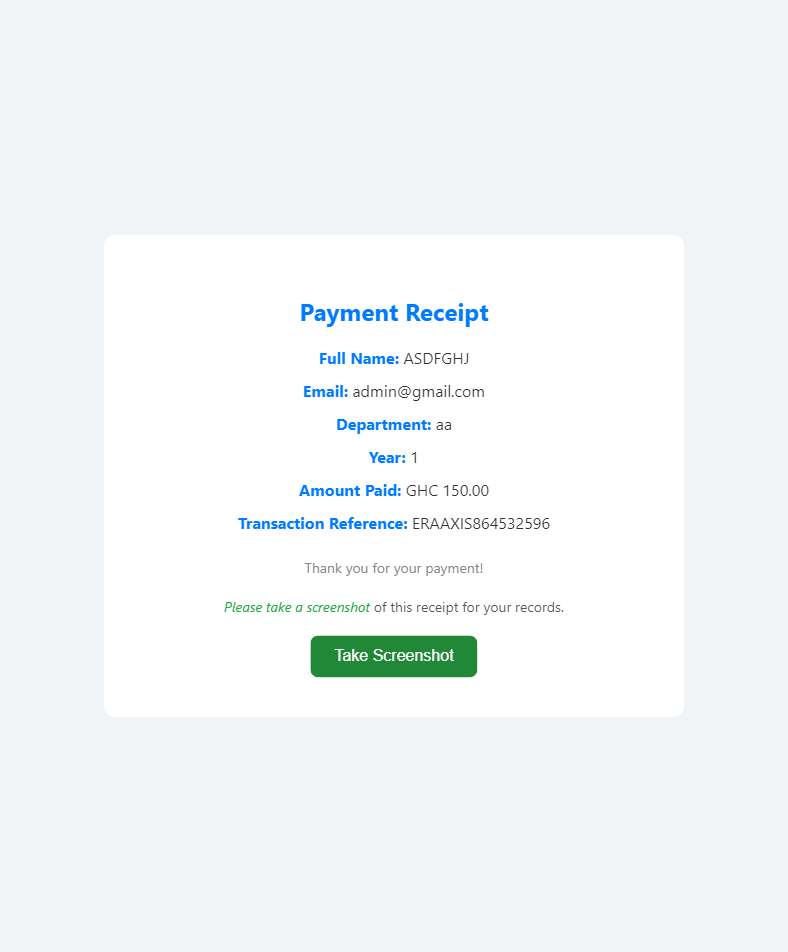 Payment Receipt
Full Name: ASDFGHJ
Email: admin@gmail.com
Department: aa
Year: 1
Amount Paid: GHC 150.00
Transaction Reference: ERAAXIS864532596
Thank you for your payment!
Please take a screenshot of this receipt for your records.
Take Screenshot